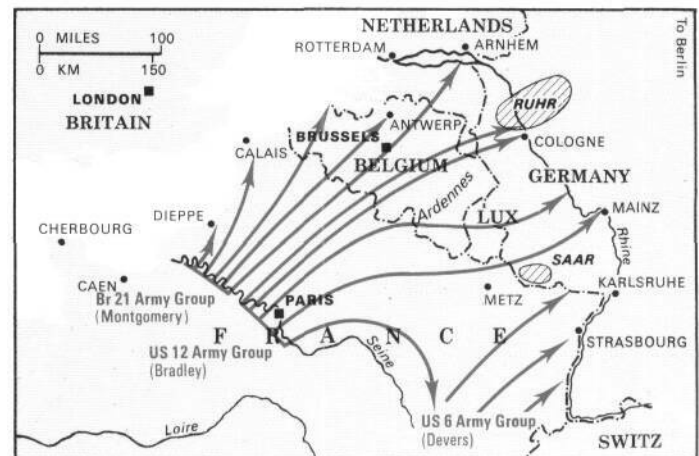 0 MILES 100
0 KM 150
NETHERLANDS
ROTTERDAM
ARNHEM
To Berlin
LONDON
BRITAIN
RUHR
ANTWERP
BRUSSELS
COLOGNE
CALAIS
BELGIUM
GERMANY
Ardennes
DIEPPE
LUX
MAINZ
CHERBOURG
Rhine
SAAR
CAEN
KARLSRUHE
METZ
PARIS
Br 21 Army Group
(Montgomery)
FRANCE
STRASBOURG
US 12 Army Group
(Bradley)
Seine
US 6 Army Group
(Devers)
Loire
SWITZ